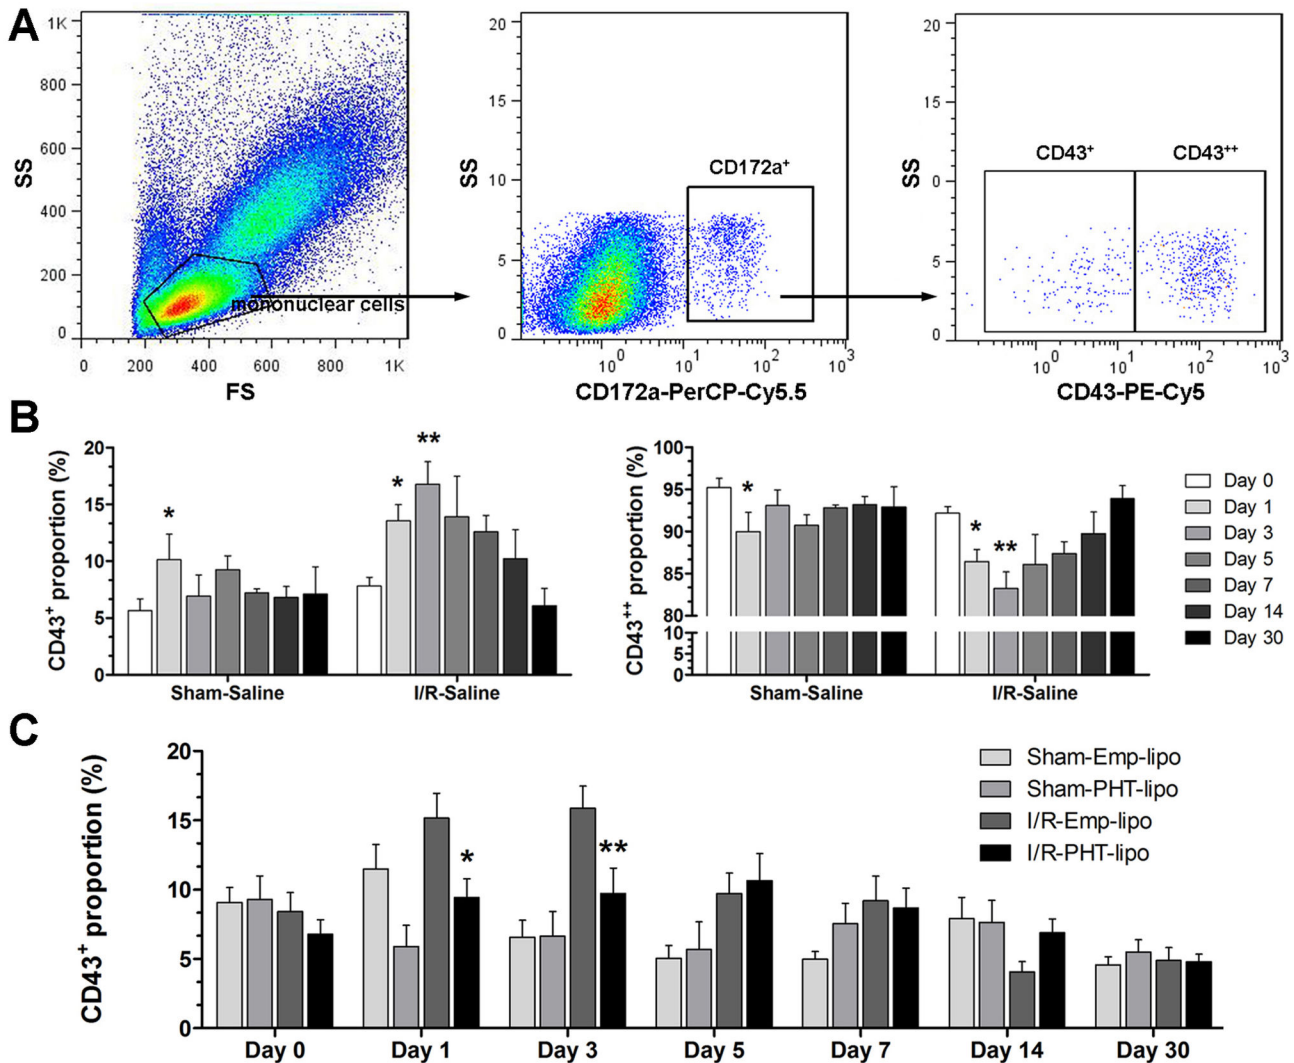 A
1K
800
600
400
200
0
SS
mononuclear cells
0 200 400 600 800 1K
FS
20
15
10
5
0
SS
CD172a⁺
10⁰ 10¹ 10² 10³
CD172a-PerCP-Cy5.5
20
15
0
5
0
SS
CD43⁺ CD43⁺⁺
10⁰ 10¹ 10² 10³
CD43-PE-Cy5
B
CD43⁺ proportion (%)
20
15
10
5
0
* * **
Sham-Saline I/R-Saline
CD43⁺⁺ proportion (%)
100
95
90
85
80
10
5
0
* * **
Sham-Saline I/R-Saline
Day 0
Day 1
Day 3
Day 5
Day 7
Day 14
Day 30
C
CD43⁺ proportion (%)
20
15
10
5
0
* **
Sham-Emp-lipo
Sham-PHT-lipo
I/R-Emp-lipo
I/R-PHT-lipo
Day 0 Day 1 Day 3 Day 5 Day 7 Day 14 Day 30